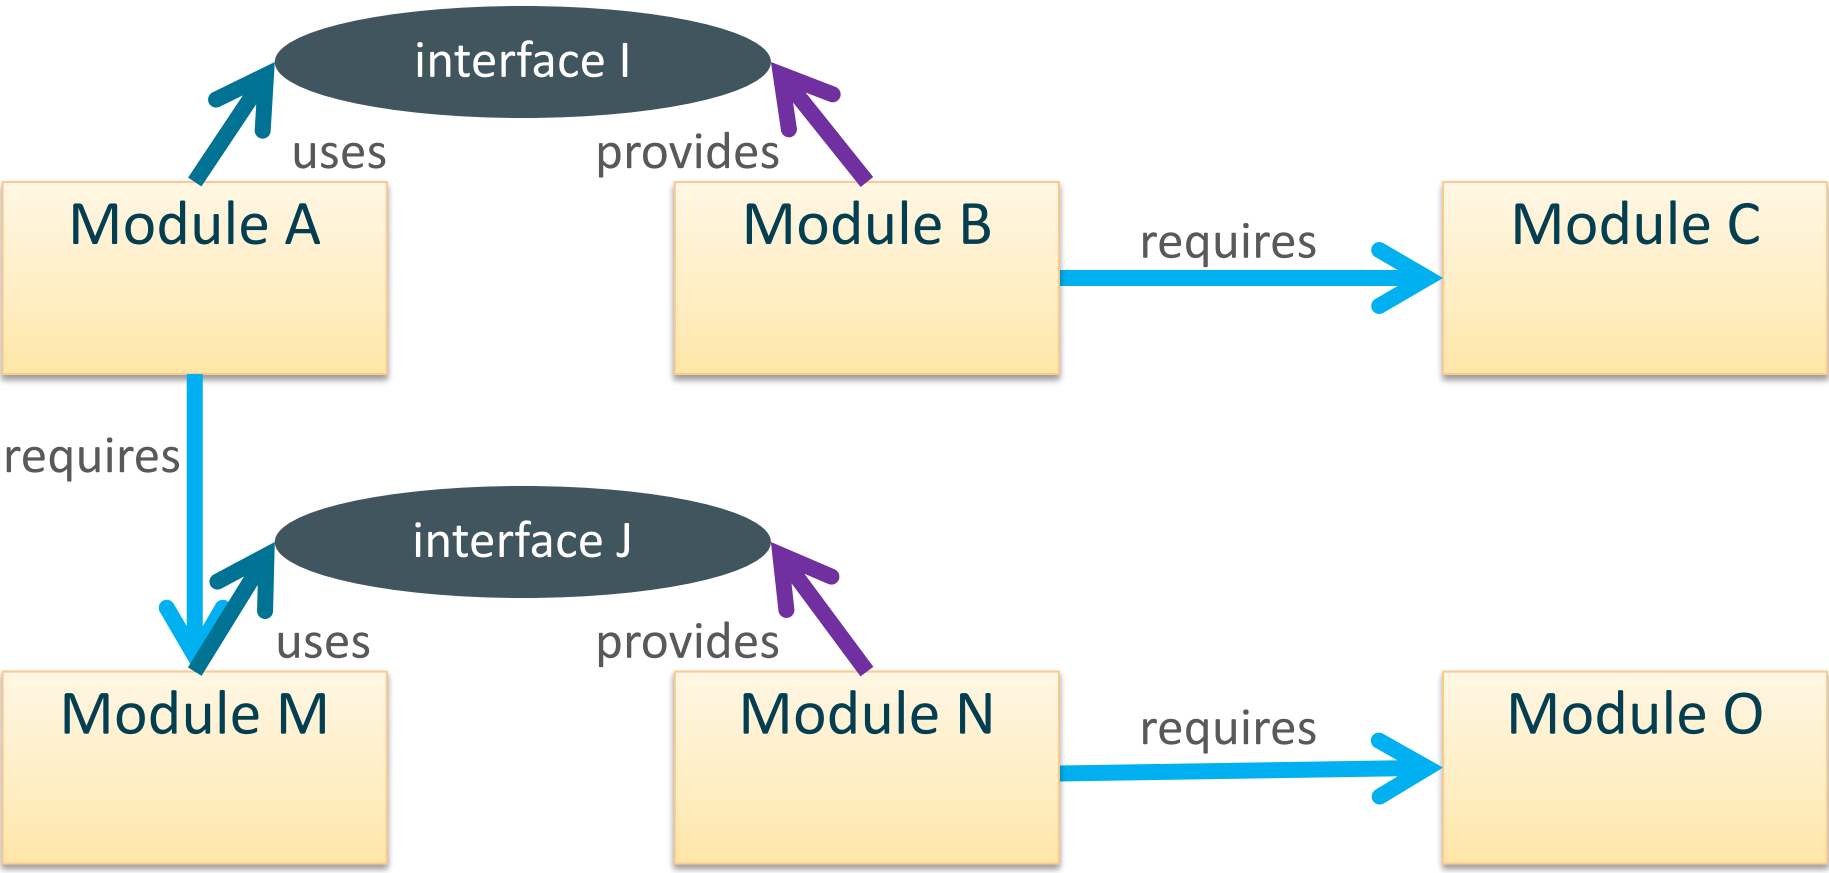 interface I
uses
provides
Module A
Module B
requires
Module C
requires
interface J
uses
provides
Module M
Module N
requires
Module O